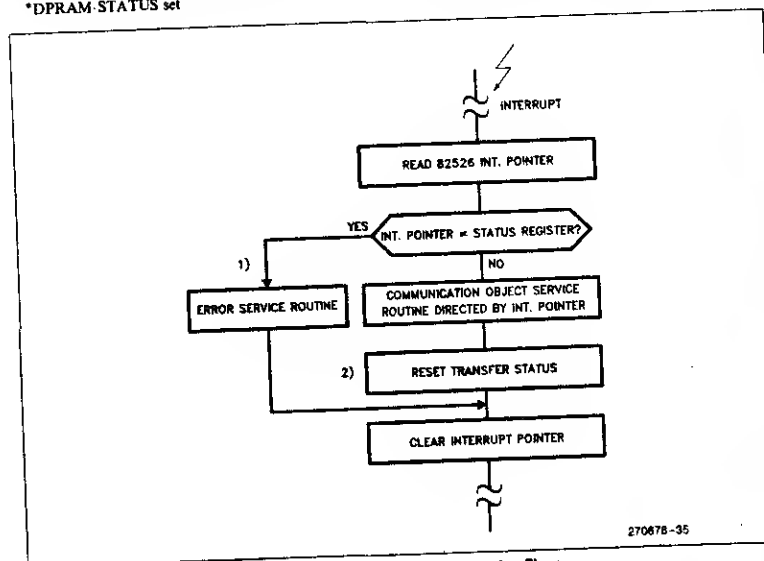 *DPRAM-STATUS set
INTERRUPT
READ 82526 INT. POINTER
YES
INT. POINTER = STATUS REGISTER?
1)
NO
ERROR SERVICE ROUTINE
COMMUNICATION OBJECT SERVICE
ROUTINE DIRECTED BY INT. POINTER
2)
RESET TRANSFER STATUS
CLEAR INTERRUPT POINTER
270678-35